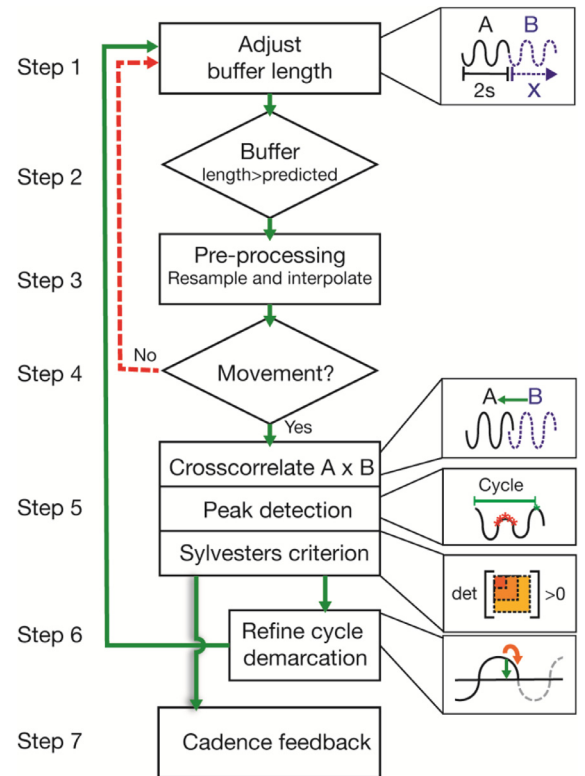 Step 1
Adjust
buffer length
A B
2s x
Step 2
Buffer
length>predicted
Step 3
Pre-processing
Resample and interpolate
Step 4
No
Movement?
Yes
A B
Step 5
Crosscorrelate A x B
Peak detection
Cycle
Sylvesters criterion
det >0
Step 6
Refine cycle
demarcation
Step 7
Cadence feedback